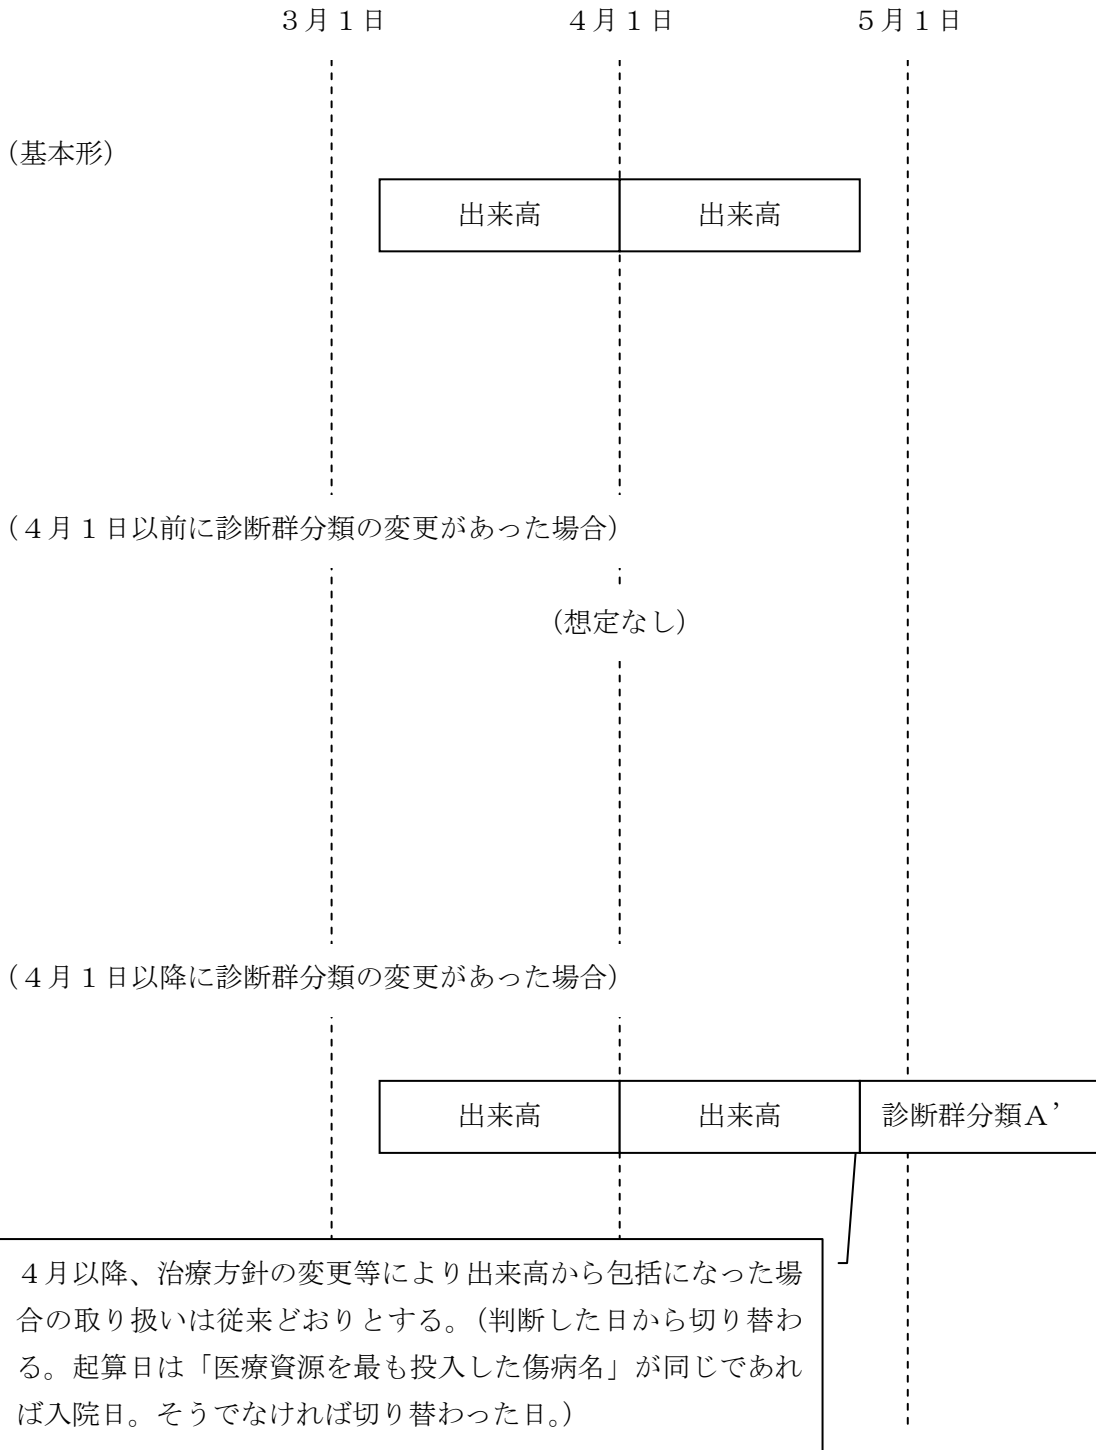 ３月１日　４月１日　５月１日
（基本形）
出来高　出来高
（４月１日以前に診断群分類の変更があった場合）
（想定なし）
（４月１日以降に診断群分類の変更があった場合）
出来高　出来高　診断群分類Ａ’
４月以降、治療方針の変更等により出来高から包括になった場
合の取り扱いは従来どおりとする。（判断した日から切り替わ
る。起算日は「医療資源を最も投入した傷病名」が同じであれ
ば入院日。そうでなければ切り替わった日。）